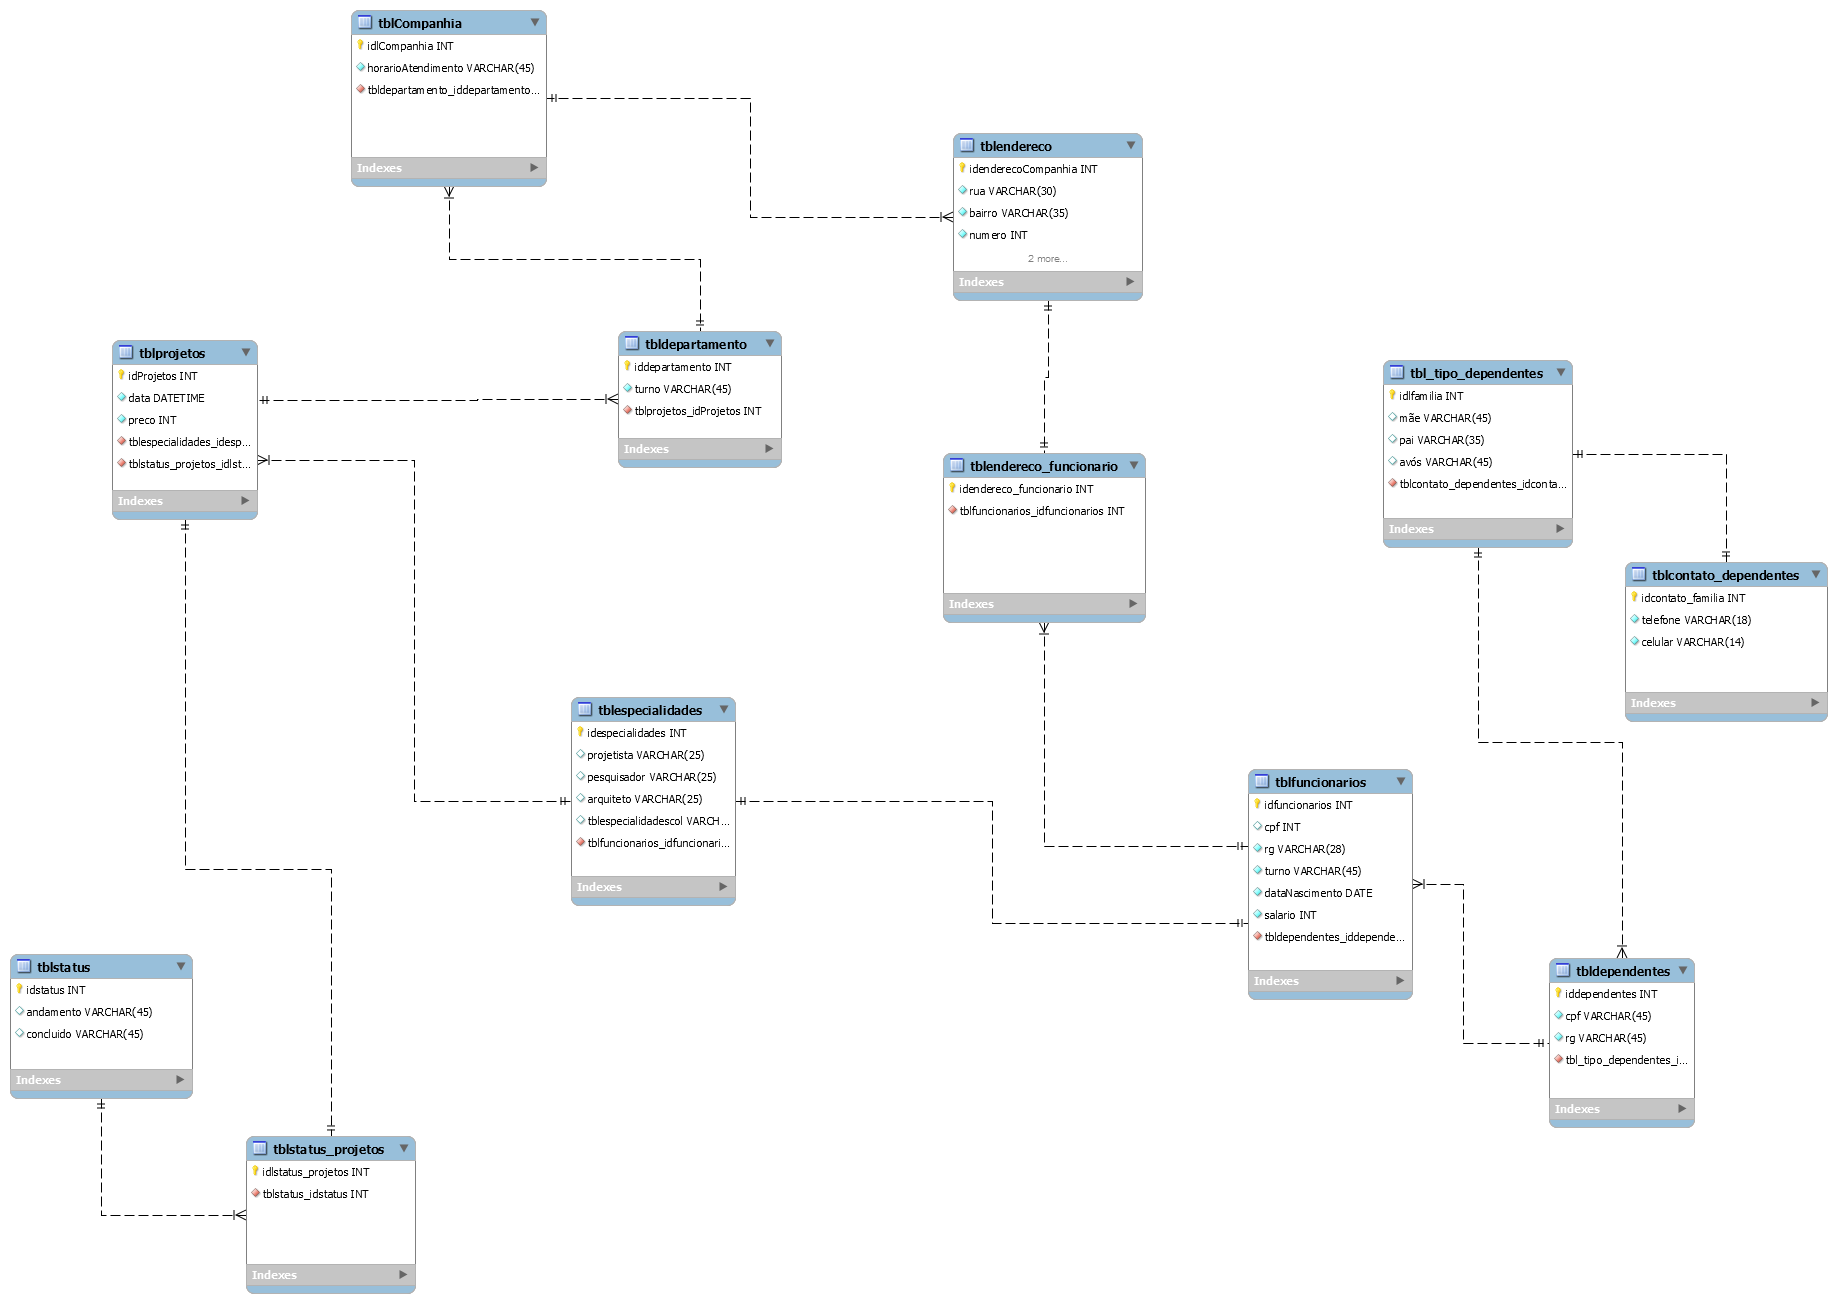 tblCompanhia
idlCompanhia INT
horarioAtendimento VARCHAR(45)
tbldepartamento_iddepartamento...
Indexes
tblendereco
idenderecoCompanhia INT
rua VARCHAR(30)
bairro VARCHAR(35)
numero INT
2 more...
Indexes
tbldepartamento
iddepartamento INT
turno VARCHAR(45)
tblprojetos_idProjetos INT
Indexes
tblprojetos
idProjetos INT
data DATETIME
preco INT
tblespecialidades_idesp...
tblstatus_projetos_idlst...
Indexes
tbl_tipo_dependentes
idlfamilia INT
mãe VARCHAR(45)
pai VARCHAR(35)
avós VARCHAR(45)
tblcontato_dependentes_idconta...
Indexes
tblendereco_funcionario
idendereco_funcionario INT
tblfuncionarios_idfuncionarios INT
Indexes
tblcontato_dependentes
idcontato_familia INT
telefone VARCHAR(18)
celular VARCHAR(14)
Indexes
tblespecialidades
idespecialidades INT
projetista VARCHAR(25)
pesquisador VARCHAR(25)
arquiteto VARCHAR(25)
tblespecialidadescol VARCH...
tblfuncionarios_idfuncionari...
Indexes
tblfuncionarios
idfuncionarios INT
cpf INT
rg VARCHAR(28)
turno VARCHAR(45)
dataNascimento DATE
salario INT
tbldependentes_iddepende...
Indexes
tblstatus
idstatus INT
andamento VARCHAR(45)
concluido VARCHAR(45)
Indexes
tbldependentes
iddependentes INT
cpf VARCHAR(45)
rg VARCHAR(45)
tbl_tipo_dependentes_i...
Indexes
tblstatus_projetos
idlstatus_projetos INT
tblstatus_idstatus INT
Indexes